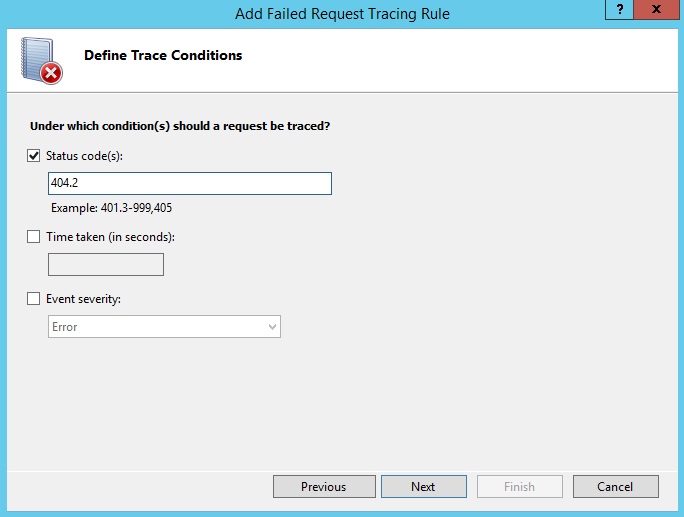 Add Failed Request Tracing Rule
?
x
Define Trace Conditions
Under which condition(s) should a request be traced?
Status code(s):
404.2
Example: 401.3-999,405
Time taken (in seconds):
Event severity:
Error
Previous
Next
Finish
Cancel